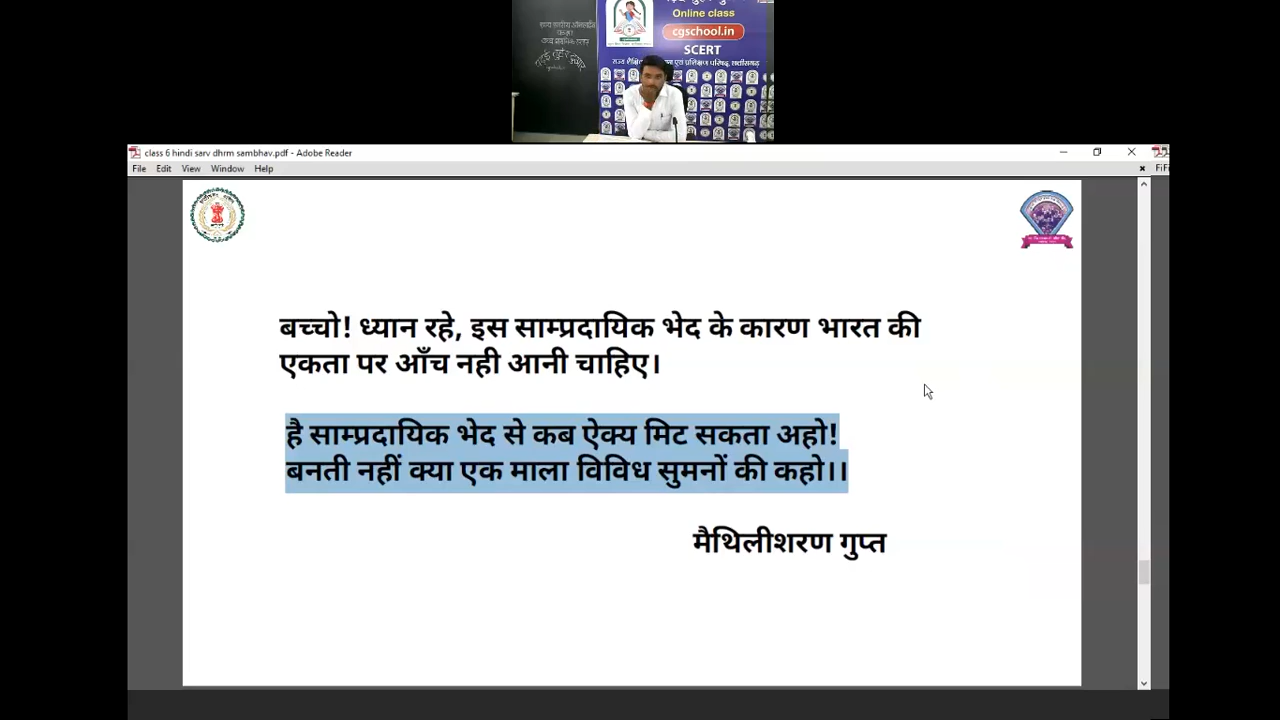 Online class
cgschool.in
SCERT
class 6 hindi sarv dhrm sambhav.pdf - Adobe Reader
File Edit View Window Help
बच्चो! ध्यान रहे, इस साम्प्रदायिक भेद के कारण भारत की
एकता पर आँच नही आनी चाहिए।
है साम्प्रदायिक भेद से कब ऐक्य मिट सकता अहो!
बनती नहीं क्या एक माला विविध सुमनों की कहो।।
मैथिलीशरण गुप्त